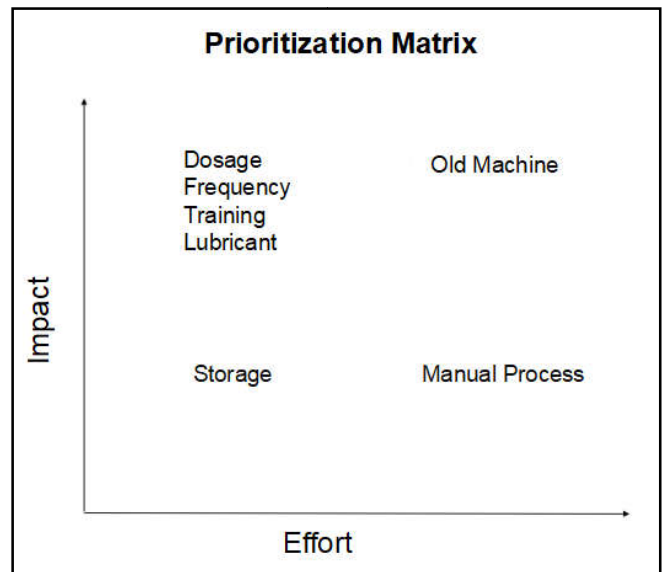 Prioritization Matrix
Dosage
Frequency
Training
Lubricant
Old Machine
Impact
Storage
Manual Process
Effort